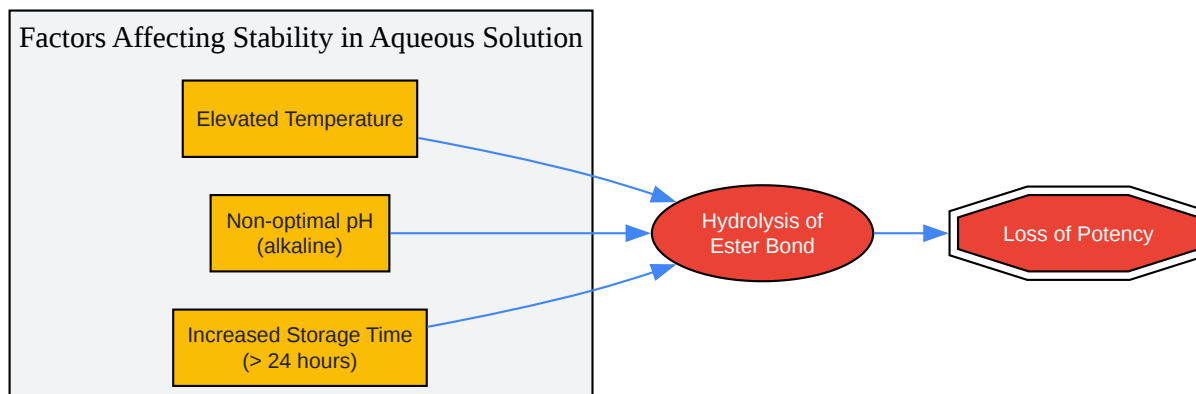 Factors Affecting Stability in Aqueous Solution
Elevated Temperature
Non-optimal pH
(alkaline)
Increased Storage Time
(> 24 hours)
Hydrolysis of
Ester Bond
Loss of Potency